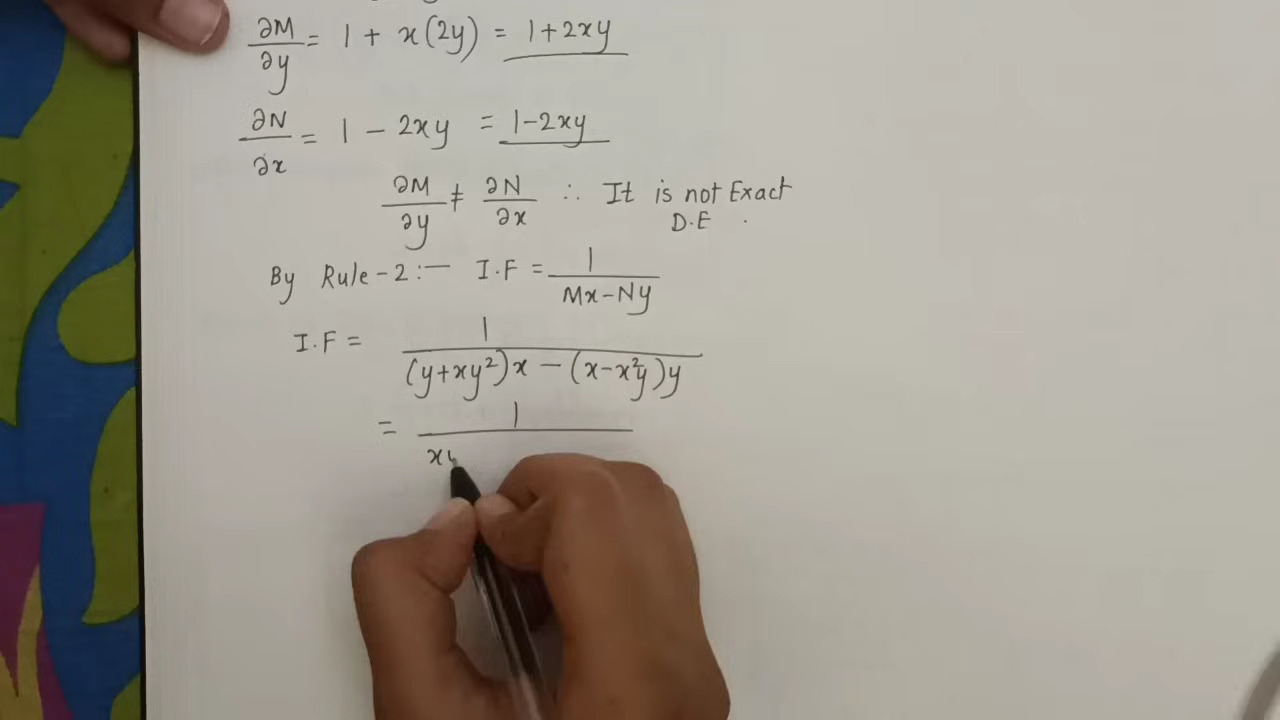 ∂M/∂y = 1 + x(2y) = 1+2xy
∂N/∂x = 1 - 2xy = 1-2xy
∂M/∂y ≠ ∂N/∂x ∴ It is not Exact
D.E .
By Rule-2:- I.F = 1/(Mx-Ny)
I.F = 1/((y+xy²)x - (x-x²y)y)
= 1/xy